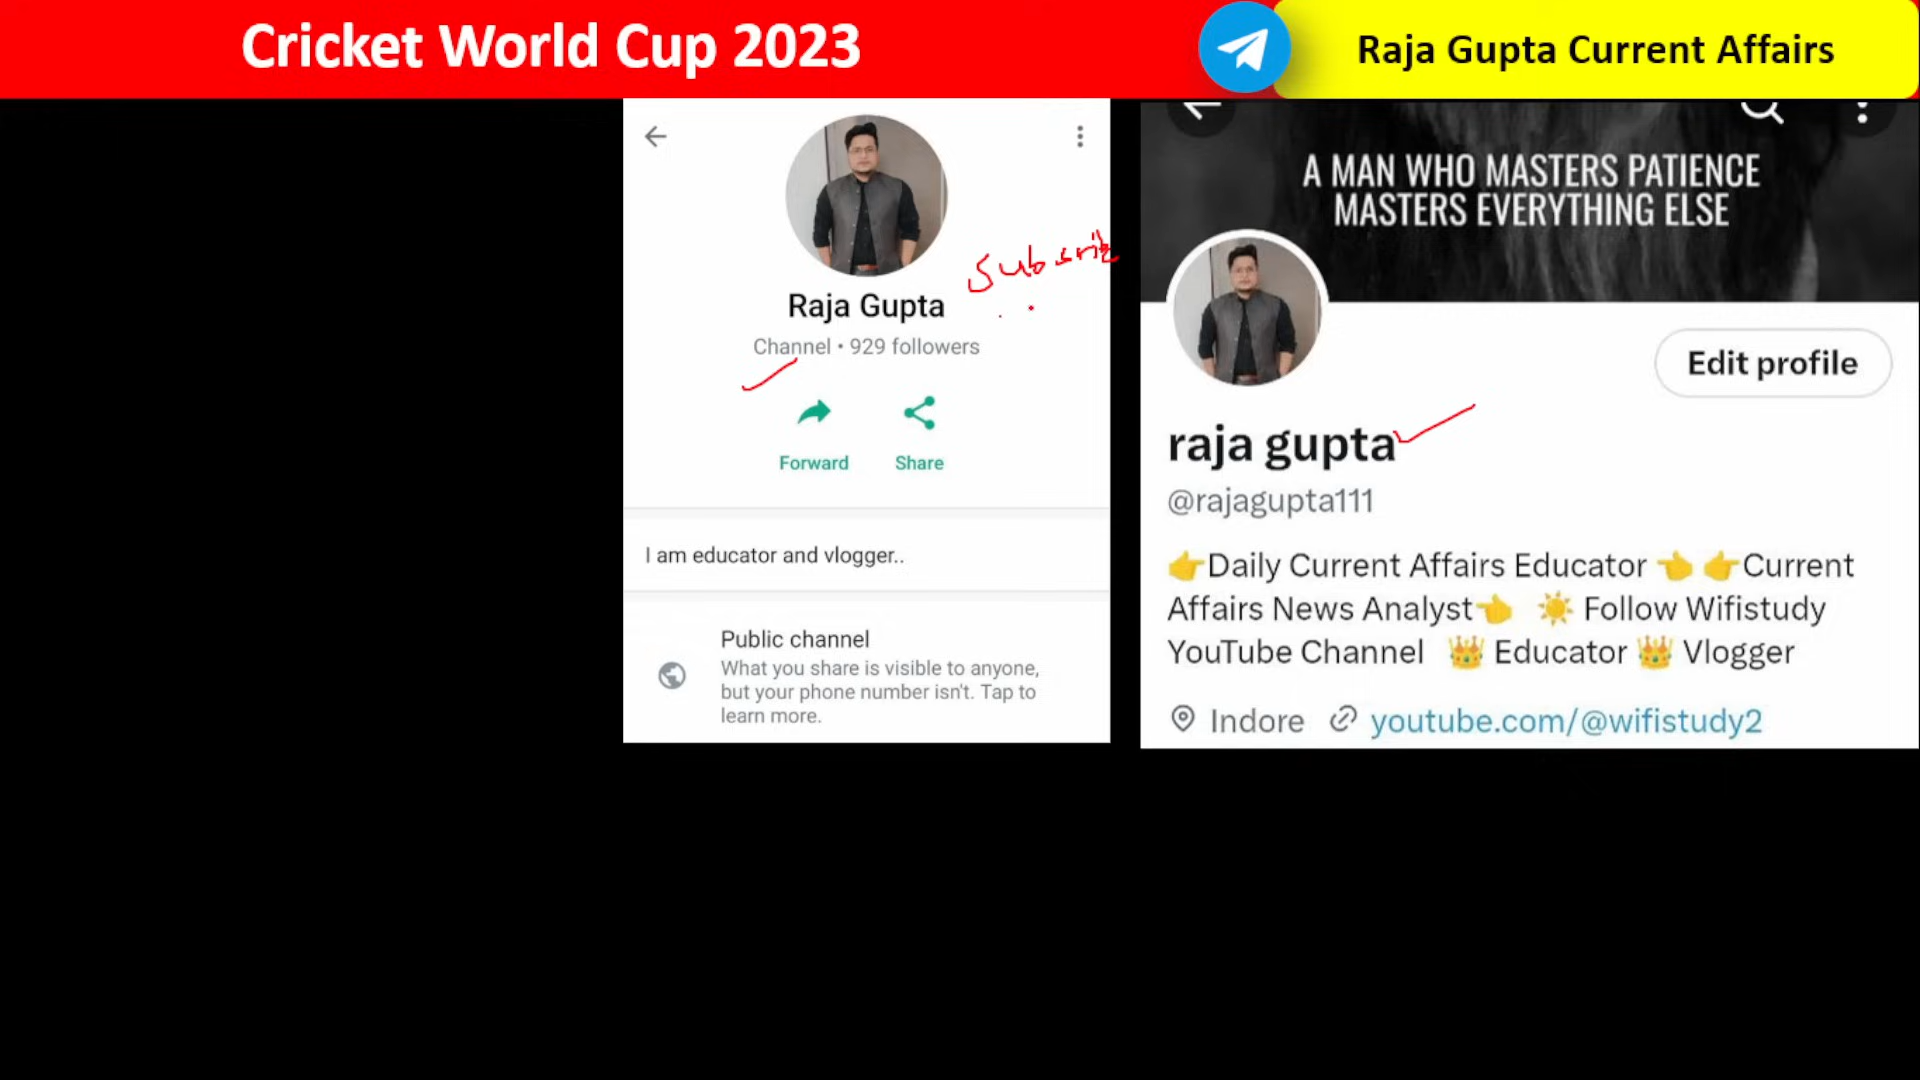 Cricket World Cup 2023
Raja Gupta Current Affairs
Raja Gupta
Channel • 929 followers
Forward Share
I am educator and vlogger..
Public channel
What you share is visible to anyone,
but your phone number isn't. Tap to
learn more.
A MAN WHO MASTERS PATIENCE
MASTERS EVERYTHING ELSE
Edit profile
raja gupta
@rajagupta111
👉Daily Current Affairs Educator 👈 👉Current
Affairs News Analyst👈 ☀️ Follow Wifistudy
YouTube Channel 👑 Educator 👑 Vlogger
Indore youtube.com/@wifistudy2